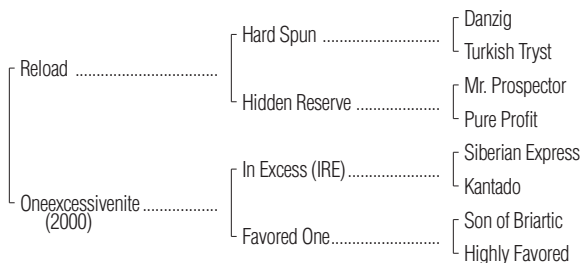 Danzig
Hard Spun ..............................
Turkish Tryst
Reload .....................................
Mr. Prospector
Hidden Reserve .....................
Pure Profit
Siberian Express
In Excess (IRE) .......................
Kantado
Oneexcessivenite ...................
(2000)
Son of Briartic
Favored One ...........................
Highly Favored